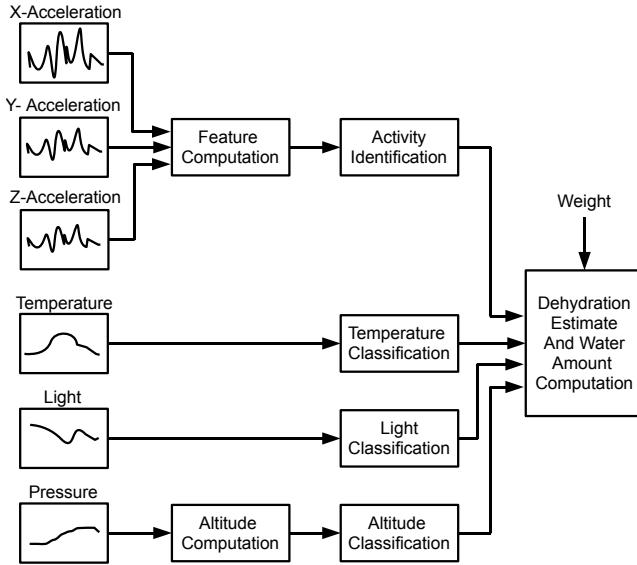 X-Acceleration
Y- Acceleration
Feature
Computation
Activity
Identification
Z-Acceleration
Weight
Temperature
Temperature
Classification
Dehydration
Estimate
And Water
Amount
Computation
Light
Light
Classification
Pressure
Altitude
Computation
Altitude
Classification